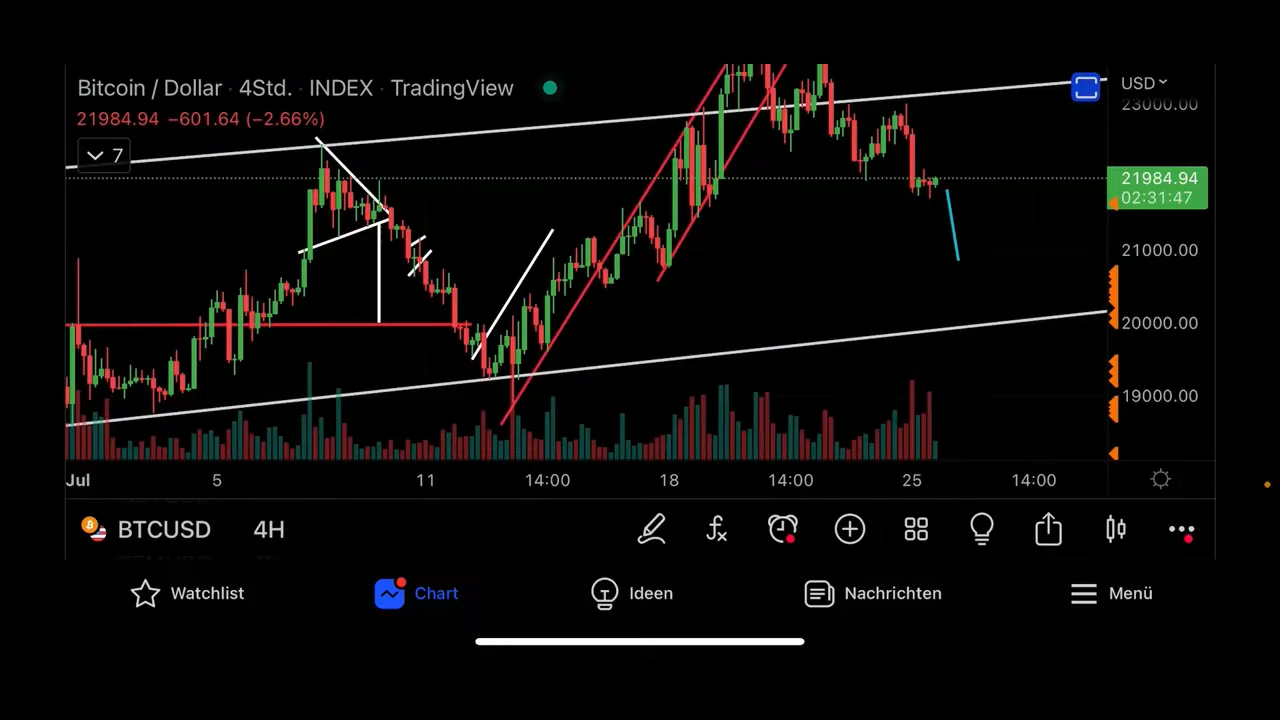 Bitcoin / Dollar · 4Std. · INDEX · TradingView
USD
23000.00
21984.94 −601.64 (−2.66%)
7
21984.94
02:31:47
21000.00
20000.00
19000.00
Jul 5 11 14:00 18 14:00 25 14:00
BTCUSD 4H
Watchlist Chart Ideen Nachrichten Menü